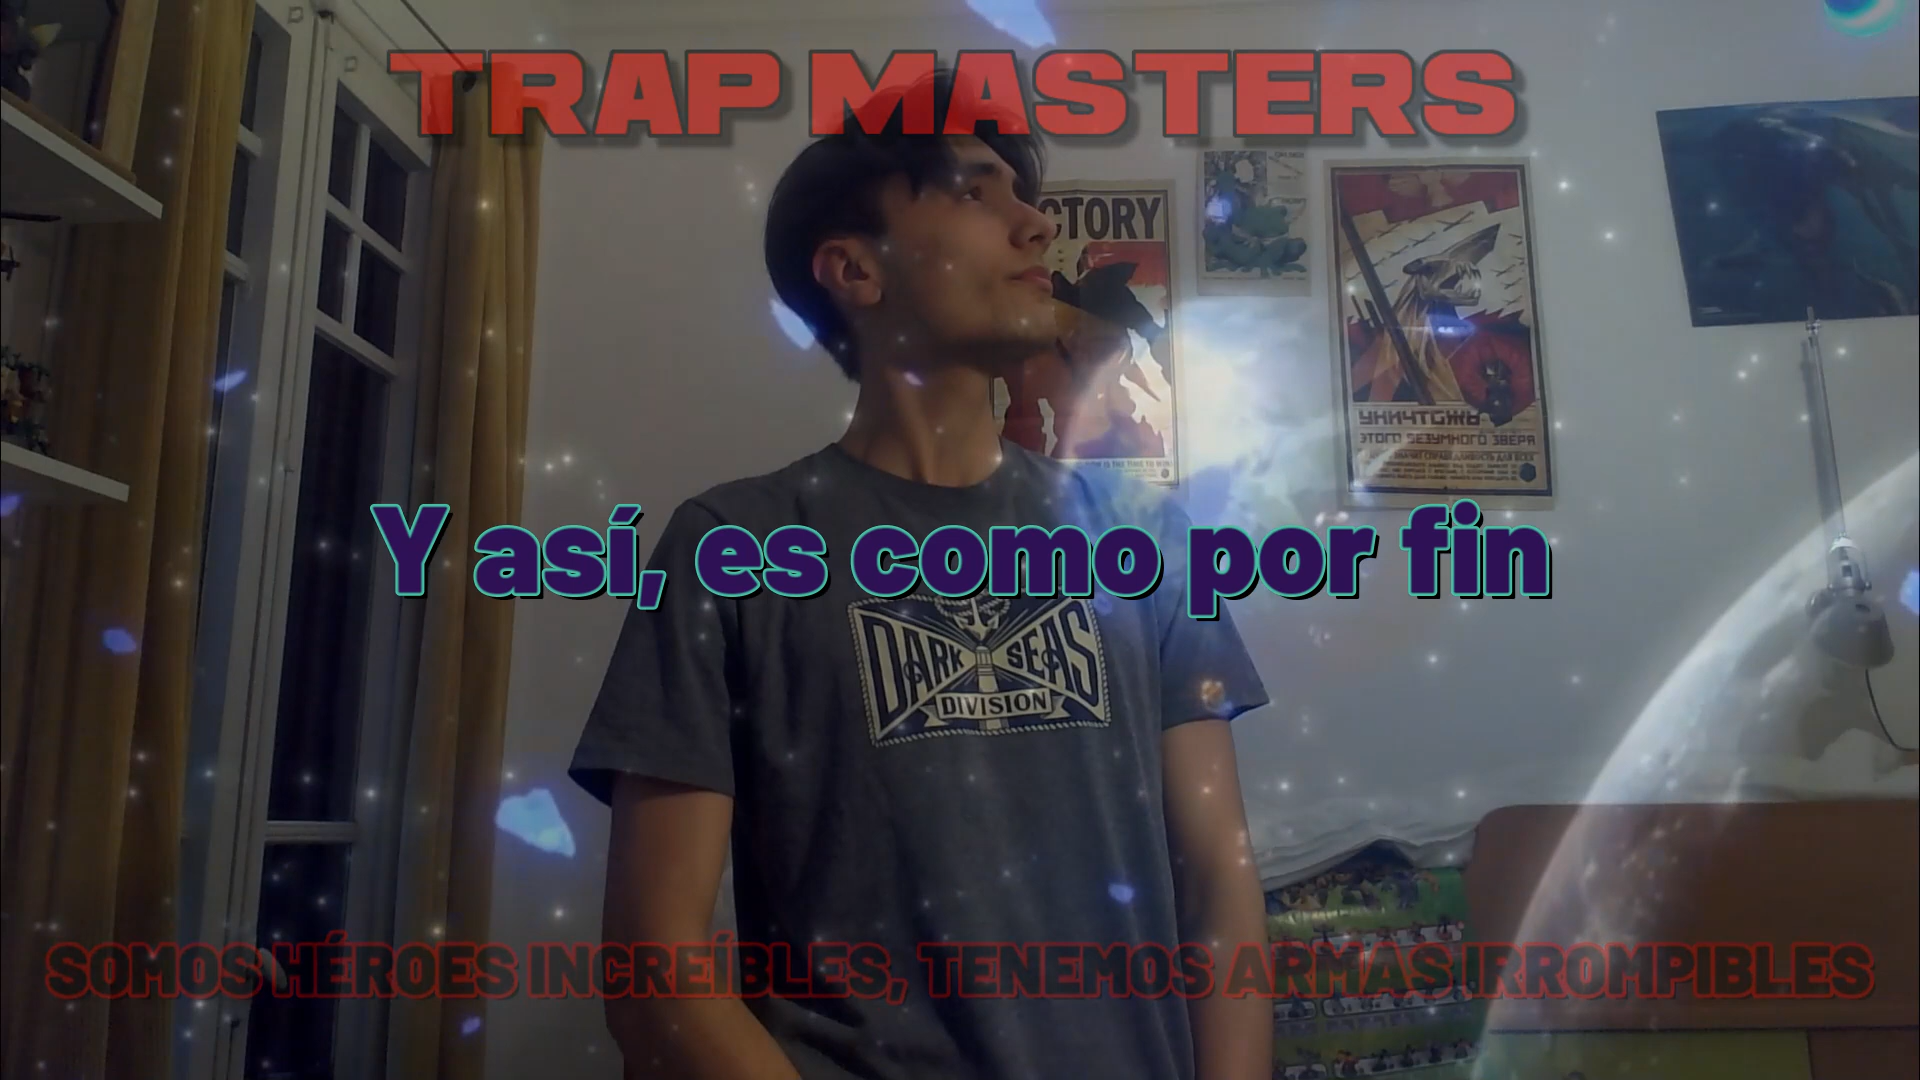 TRAP MASTERS
CTORY
УНИЧТОЖЬ
ЭТОГО БЕЗУМНОГО ЗВЕРЯ
Y así, es como por fin
DARK SEAS
DIVISION
SOMOS HÉROES INCREÍBLES, TENEMOS ARMAS IRROMPIBLES